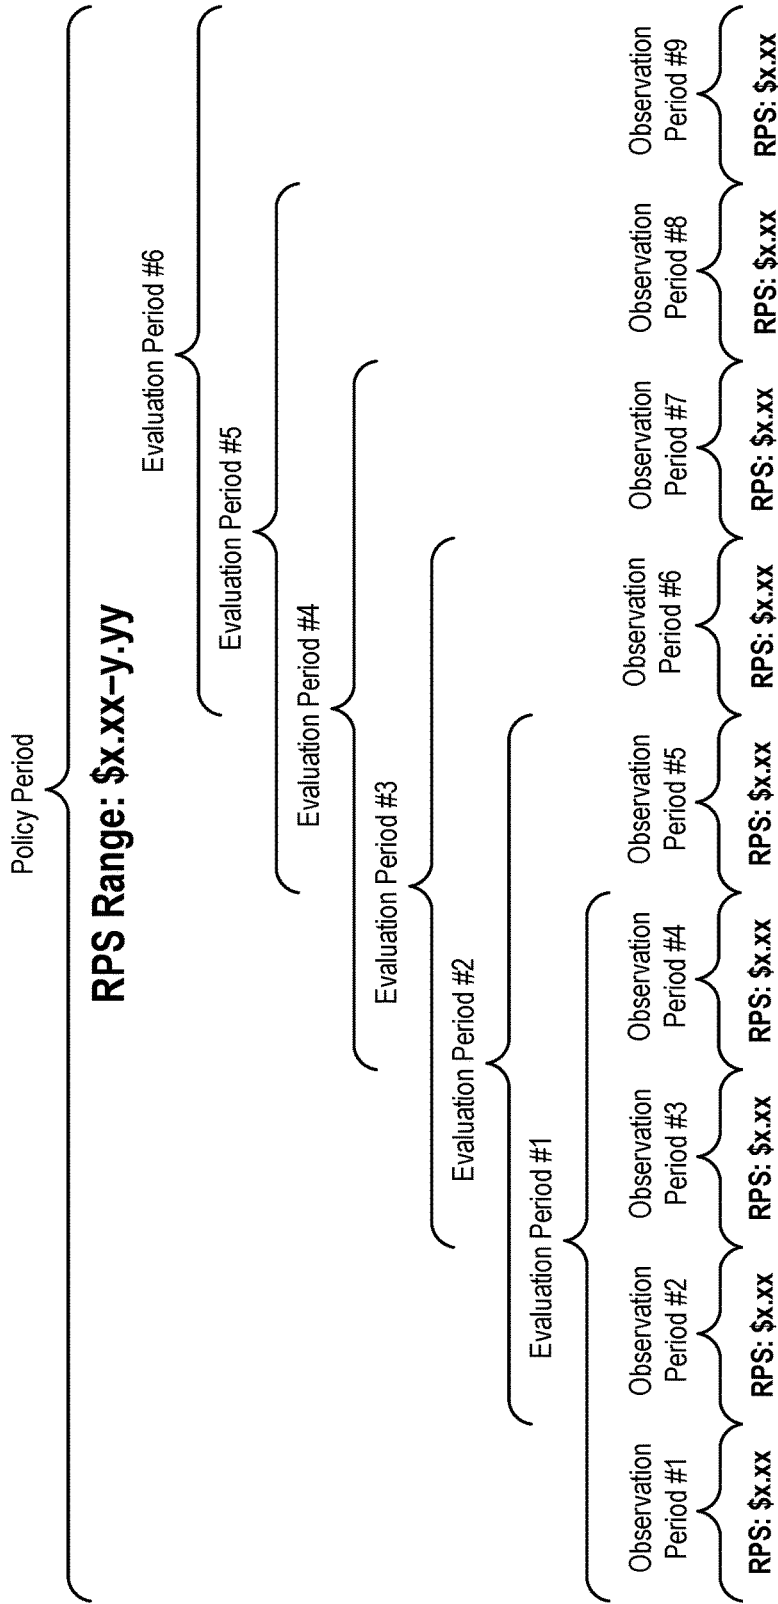 Policy Period
RPS Range: $x.xx–y.yy
Evaluation Period #6
Evaluation Period #5
Evaluation Period #4
Evaluation Period #3
Evaluation Period #2
Evaluation Period #1
Observation
Period #1
Observation
Period #2
Observation
Period #3
Observation
Period #4
Observation
Period #5
Observation
Period #6
Observation
Period #7
Observation
Period #8
Observation
Period #9
RPS: $x.xx
RPS: $x.xx
RPS: $x.xx
RPS: $x.xx
RPS: $x.xx
RPS: $x.xx
RPS: $x.xx
RPS: $x.xx
RPS: $x.xx